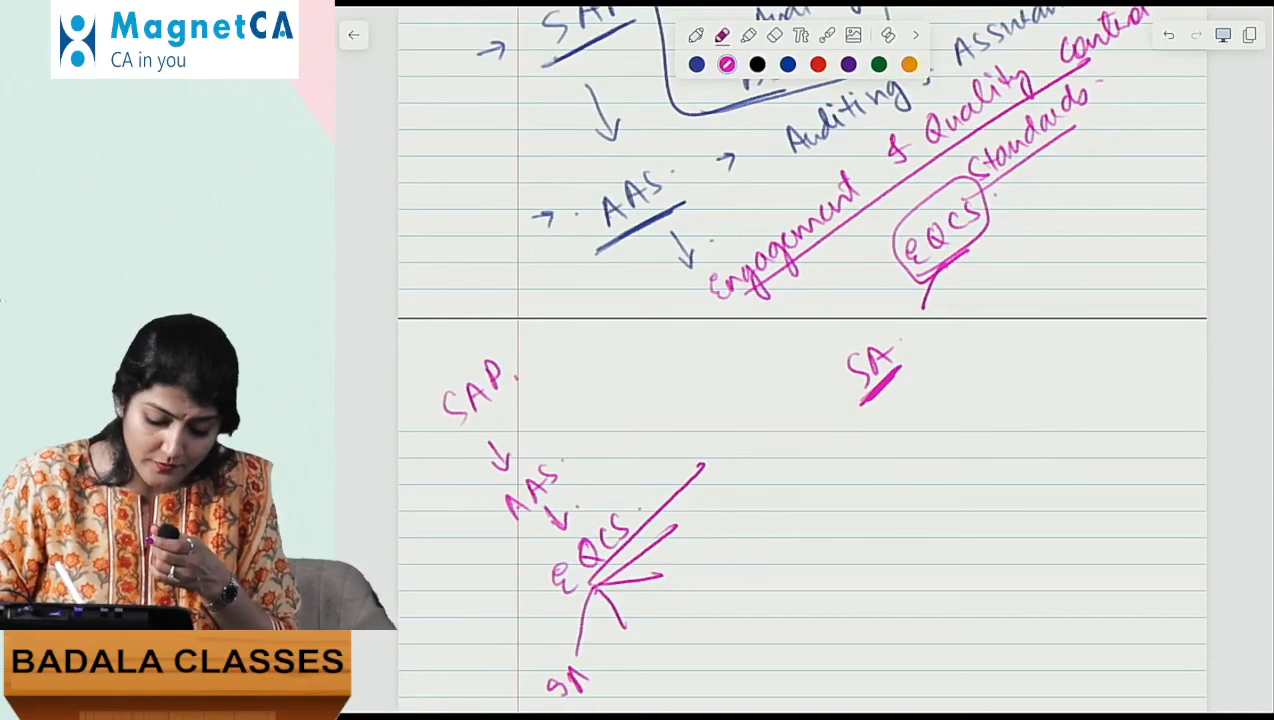 MagnetCA
CA in you
→ SAP
→ AAS → Auditing
Engagement & Quality Control
Standards
EQCS
SA
SAP
AAS
EQCS
SA
BADALA CLASSES